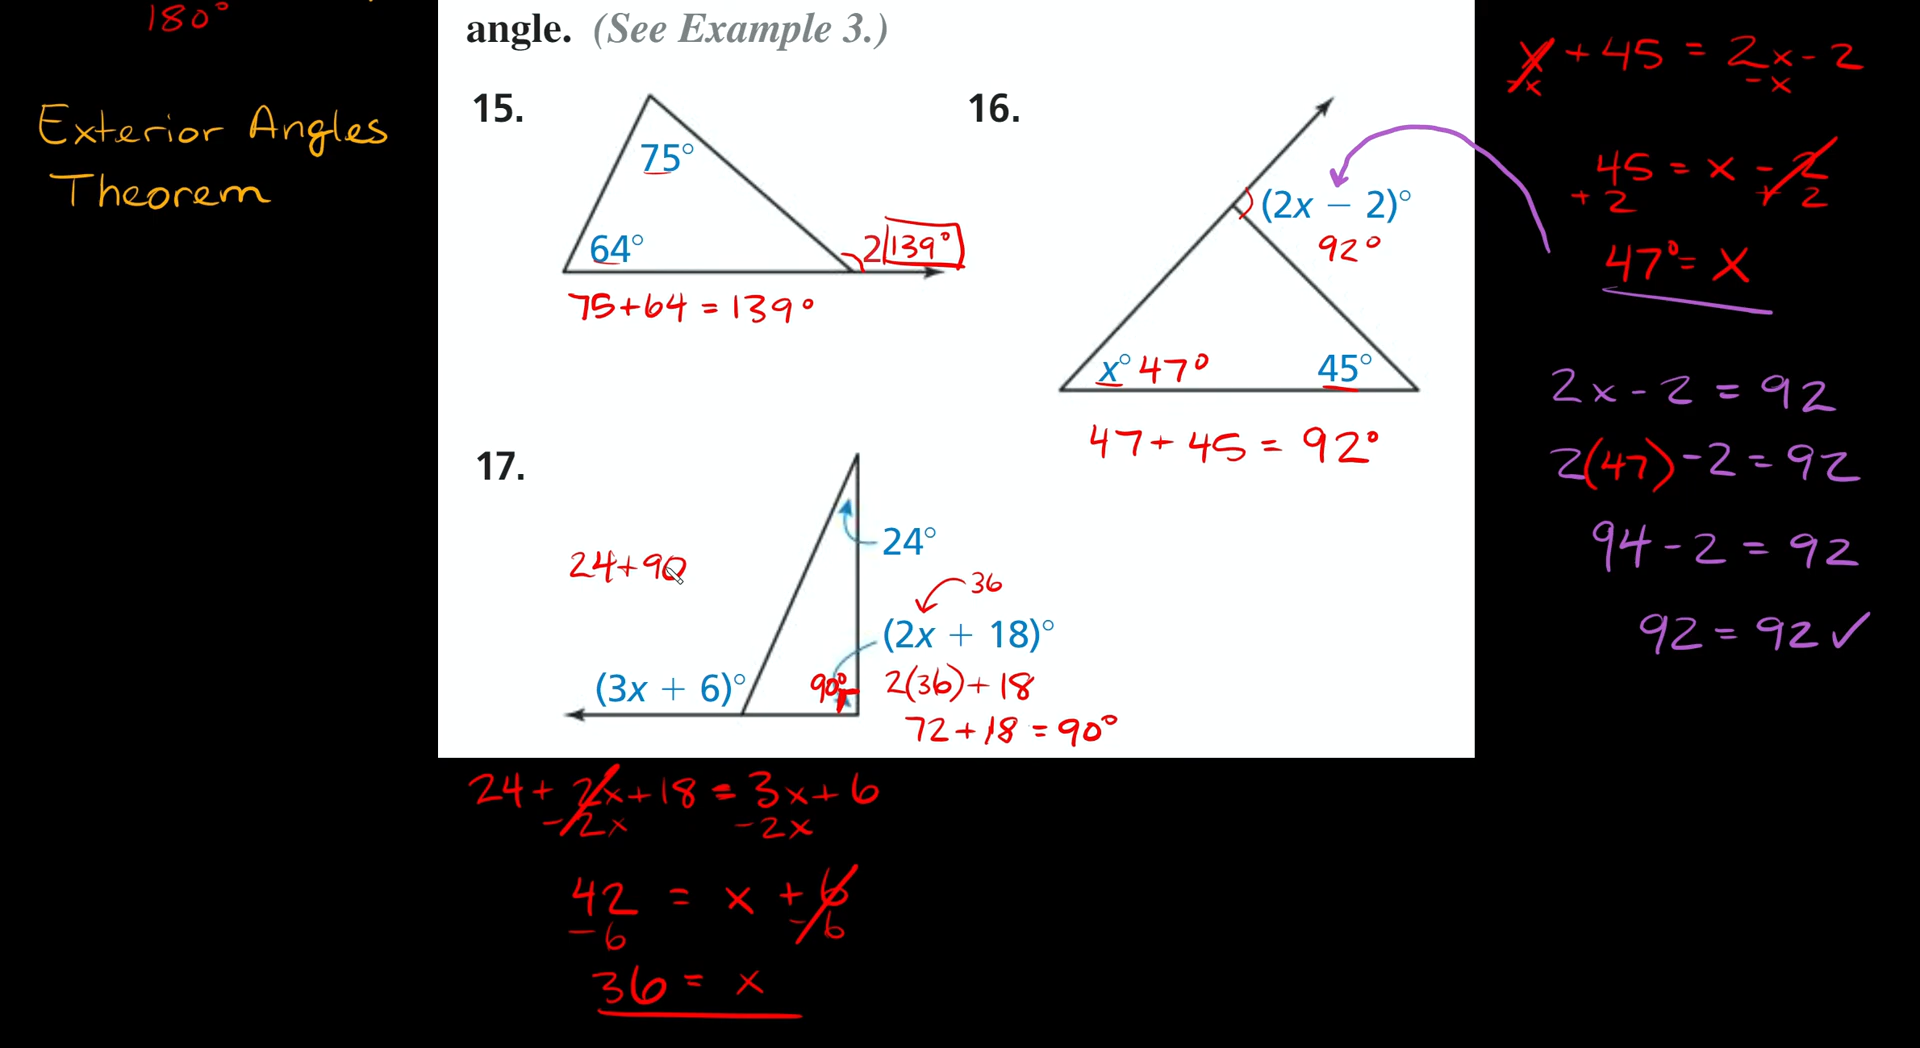 180°
Exterior Angles
Theorem
angle. (See Example 3.)
15.
75°
64°
2 139°
75+64 = 139°
16.
(2x − 2)°
92°
x° 47°
45°
47 + 45 = 92°
17.
24+90
24°
36
(2x + 18)°
(3x + 6)°
90°
2(36) + 18
72 + 18 = 90°
24 + 2x + 18 = 3x + 6
-2x -2x
42 = x + 6
-6 -6
36 = x
x + 45 = 2x - 2
-x -x
45 = x - 2
+ 2 + 2
47° = x
2x - 2 = 92
2(47) - 2 = 92
94 - 2 = 92
92 = 92 ✓